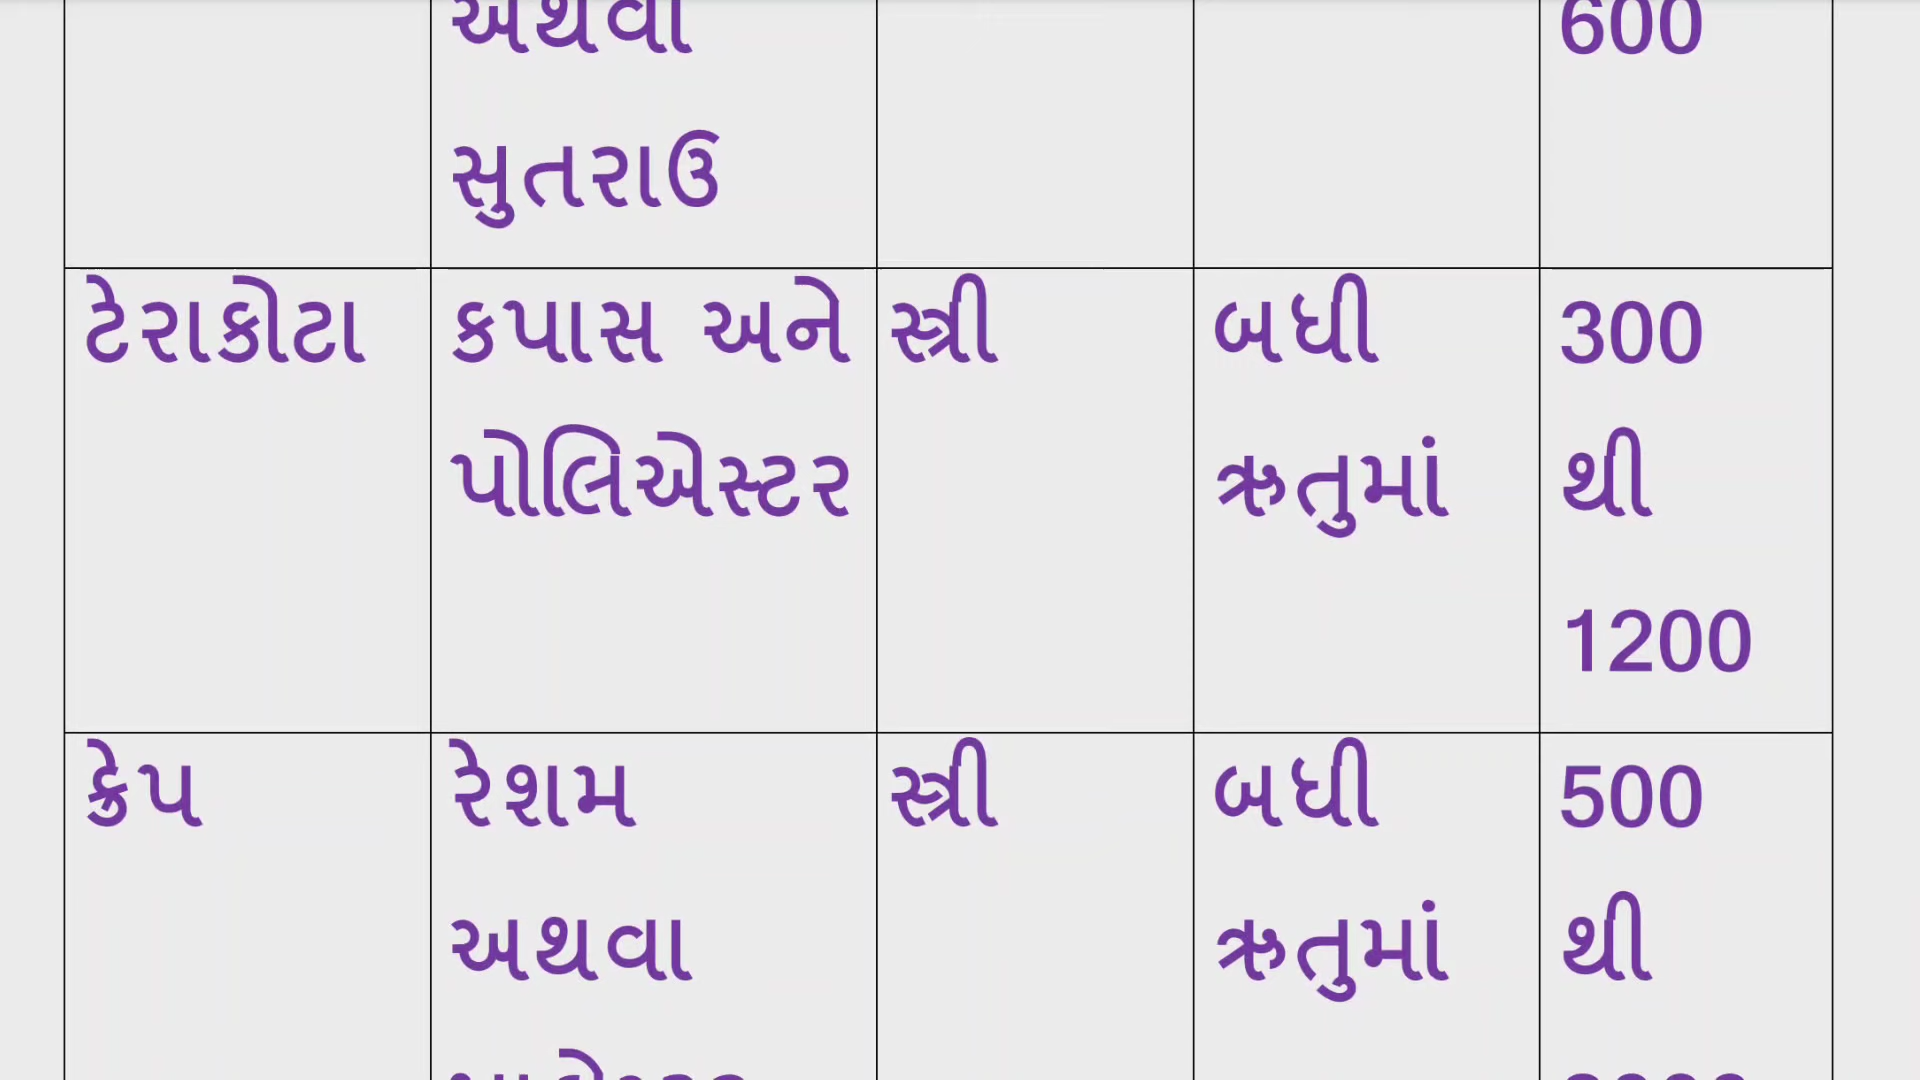 અથવા 600
સુતરાઉ
ટેરાકોટા કપાસ અને સ્ત્રી બધી 300
પોલિએસ્ટર ઋતુમાં થી
1200
ક્રેપ રેશમ સ્ત્રી બધી 500
અથવા ઋતુમાં થી